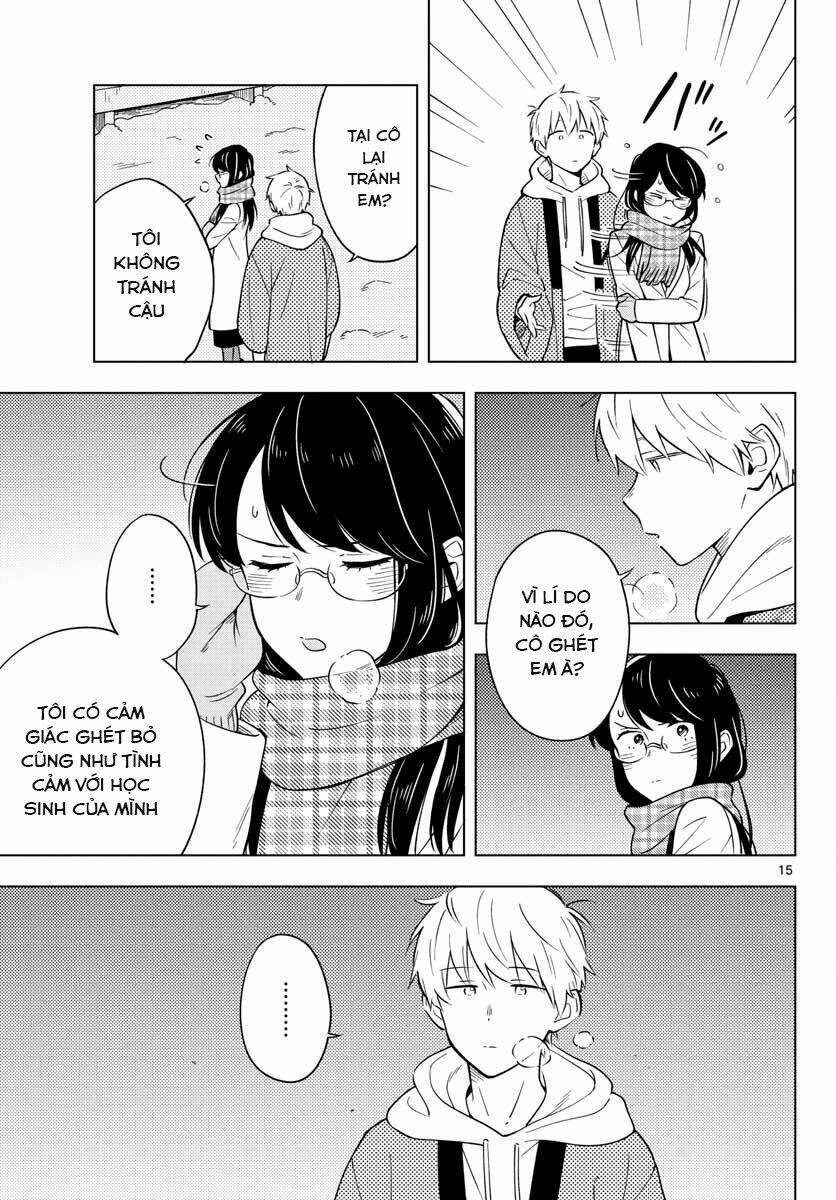 TẠI CÔ
LẠI
TRÁNH
EM?
TÔI
KHÔNG
TRÁNH
CẬU
VÌ LÍ DO
NÀO ĐÓ,
CÔ GHÉT
EM À?
......
TÔI CÓ CẢM
GIÁC GHÉT BỎ
CŨNG NHƯ TÌNH
CẢM VỚI HỌC
SINH CỦA MÌNH
15
........